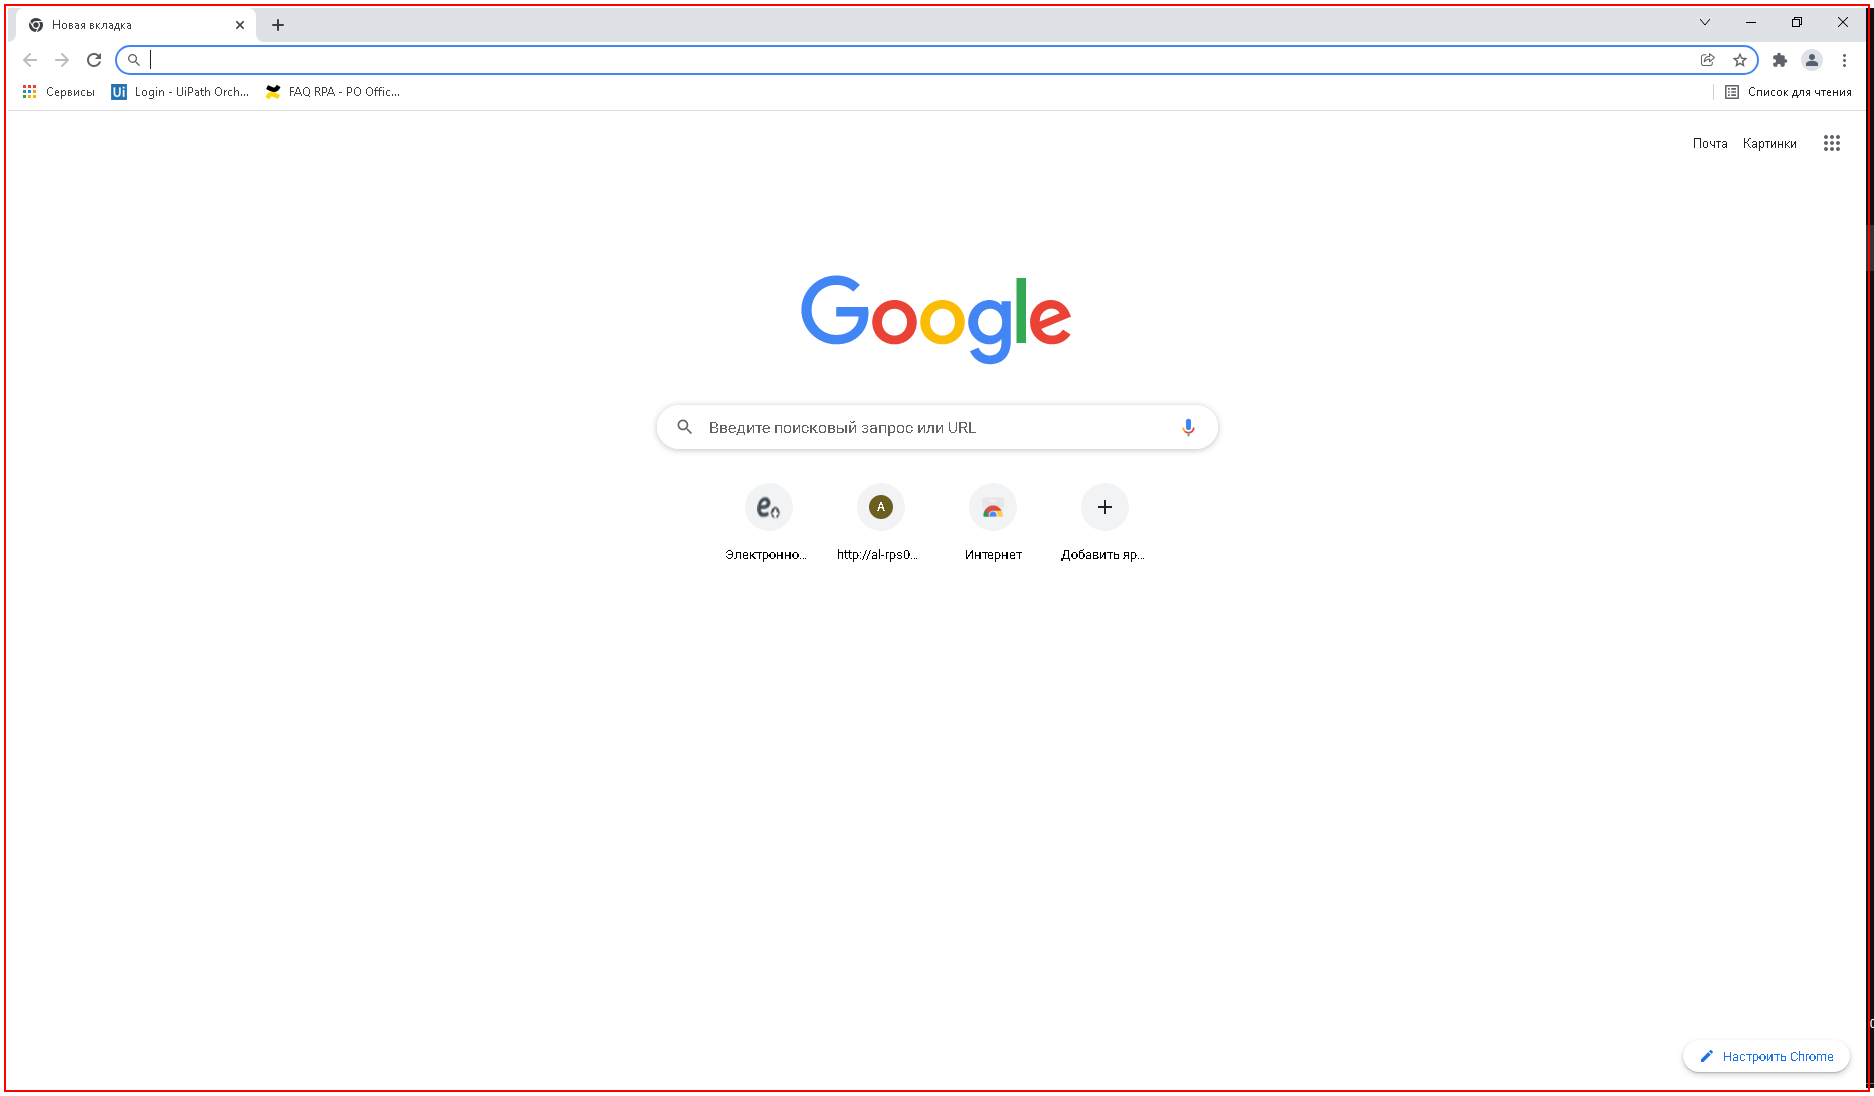 Новая вкладка
Сервисы Login - UiPath Orch... FAQ RPA - PO Offic... Список для чтения
Почта Картинки
Google
Введите поисковый запрос или URL
Электронно... http://al-rps0... Интернет Добавить яр...
Настроить Chrome